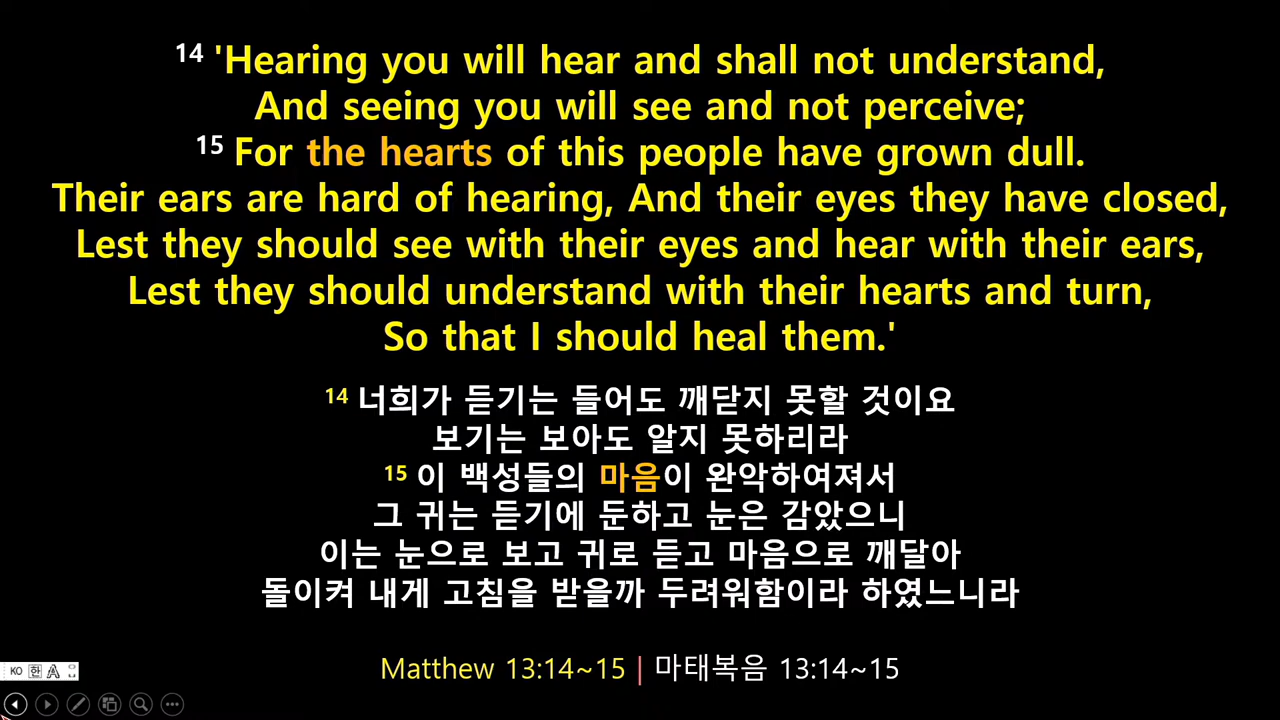 14 'Hearing you will hear and shall not understand,
And seeing you will see and not perceive;
15 For the hearts of this people have grown dull.
Their ears are hard of hearing, And their eyes they have closed,
Lest they should see with their eyes and hear with their ears,
Lest they should understand with their hearts and turn,
So that I should heal them.'
14 너희가 듣기는 들어도 깨닫지 못할 것이요
보기는 보아도 알지 못하리라
15 이 백성들의 마음이 완악하여져서
그 귀는 듣기에 둔하고 눈은 감았으니
이는 눈으로 보고 귀로 듣고 마음으로 깨달아
돌이켜 내게 고침을 받을까 두려워함이라 하였느니라
Matthew 13:14~15 | 마태복음 13:14~15
KO 한 A